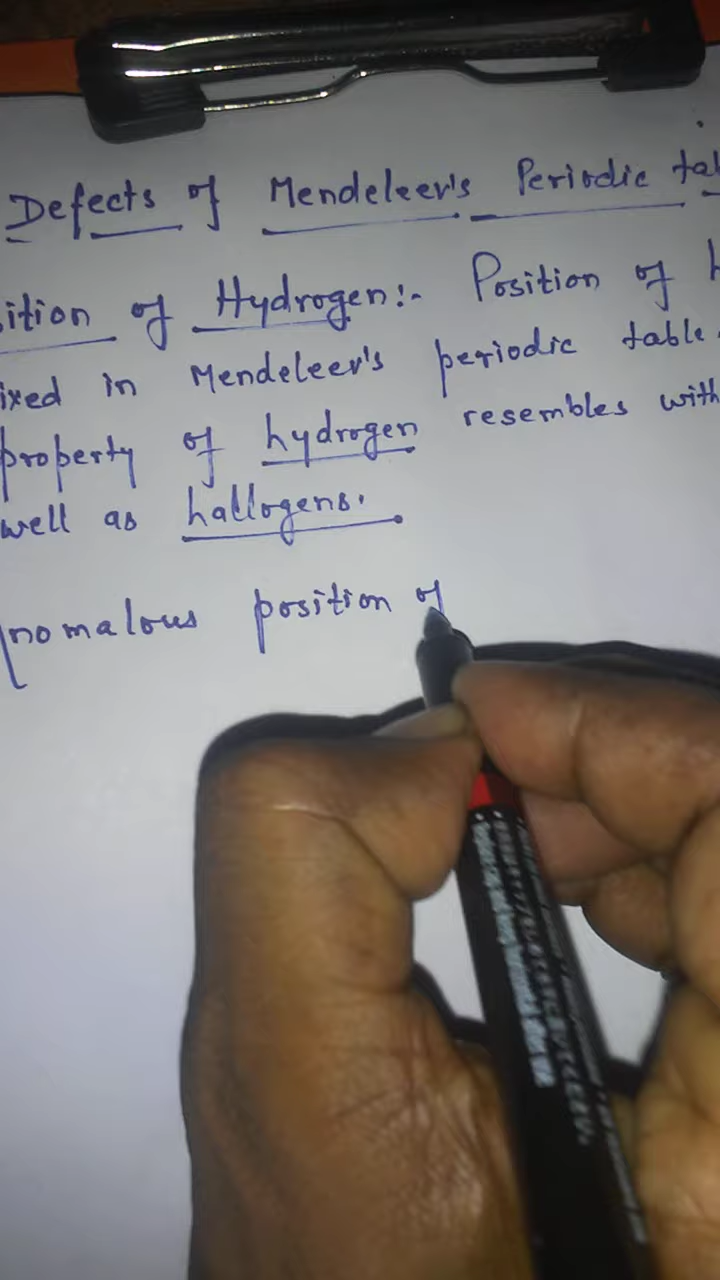 Defects of Mendeleev's Periodic tab
ition of Hydrogen:- Position of h
ixed in Mendeleev's periodic table.
property of hydrogen resembles with
well as hallogens.
nomalous position of